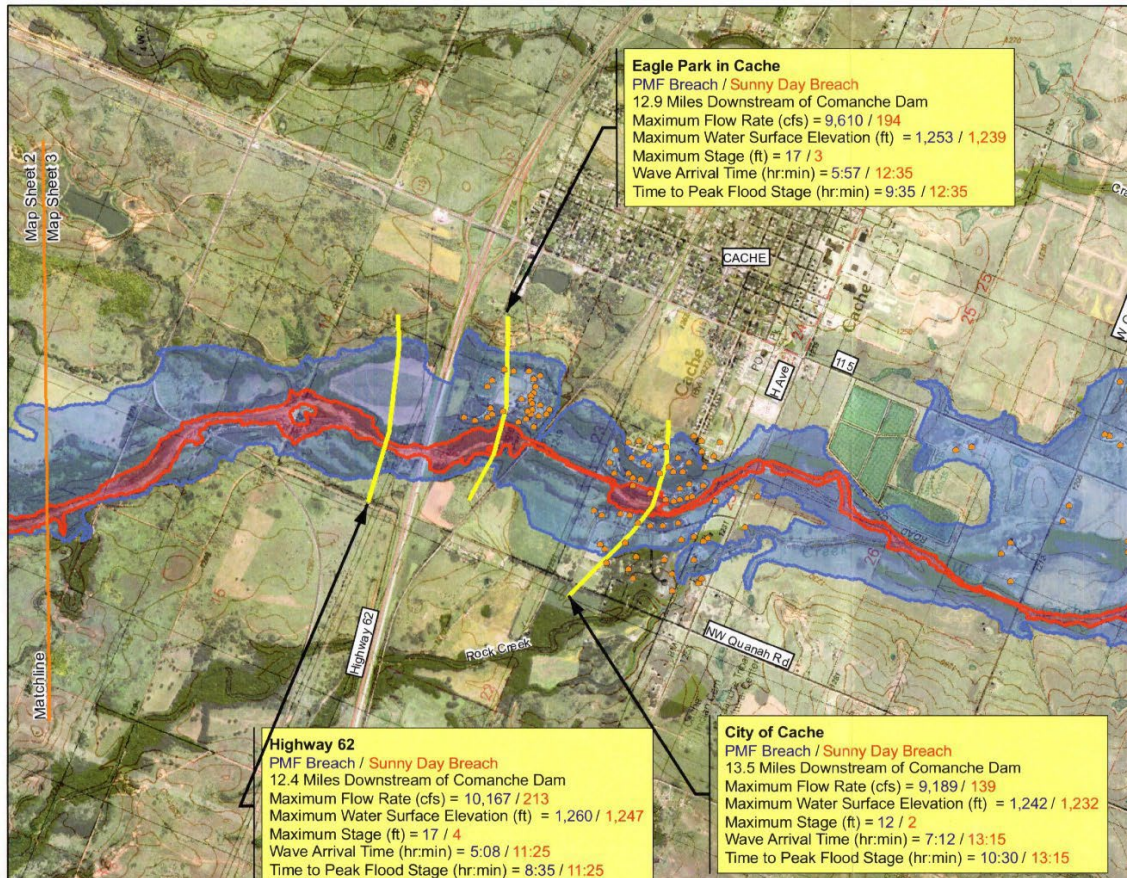 Map Sheet 2
Map Sheet 3
Matchline
Eagle Park in Cache
PMF Breach / Sunny Day Breach
12.9 Miles Downstream of Comanche Dam
Maximum Flow Rate (cfs) = 9,610 / 194
Maximum Water Surface Elevation (ft) = 1,253 / 1,239
Maximum Stage (ft) = 17 / 3
Wave Arrival Time (hr:min) = 5:57 / 12:35
Time to Peak Flood Stage (hr:min) = 9:35 / 12:35
CACHE
Cache
25
25
24
PO
H Ave
115
Cache
23
26
Creek
Highway 62
Rock Creek
NW Quanah Rd
Highway 62
PMF Breach / Sunny Day Breach
12.4 Miles Downstream of Comanche Dam
Maximum Flow Rate (cfs) = 10,167 / 213
Maximum Water Surface Elevation (ft) = 1,260 / 1,247
Maximum Stage (ft) = 17 / 4
Wave Arrival Time (hr:min) = 5:08 / 11:25
Time to Peak Flood Stage (hr:min) = 8:35 / 11:25
City of Cache
PMF Breach / Sunny Day Breach
13.5 Miles Downstream of Comanche Dam
Maximum Flow Rate (cfs) = 9,189 / 139
Maximum Water Surface Elevation (ft) = 1,242 / 1,232
Maximum Stage (ft) = 12 / 2
Wave Arrival Time (hr:min) = 7:12 / 13:15
Time to Peak Flood Stage (hr:min) = 10:30 / 13:15